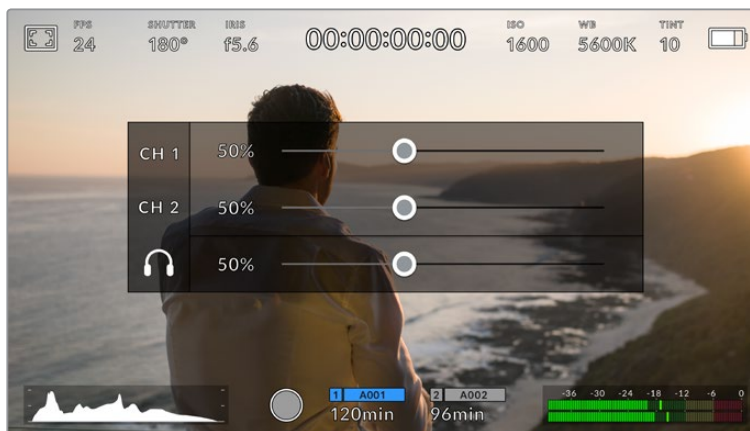 FPS SHUTTER IRIS ISO WB TINT
24 180° f5.6 00:00:00:00 1600 5600K 10
CH 1 50%
CH 2 50%
50%
1 A001 2 A002
120min 96min
-36 -30 -24 -18 -12 -6 0